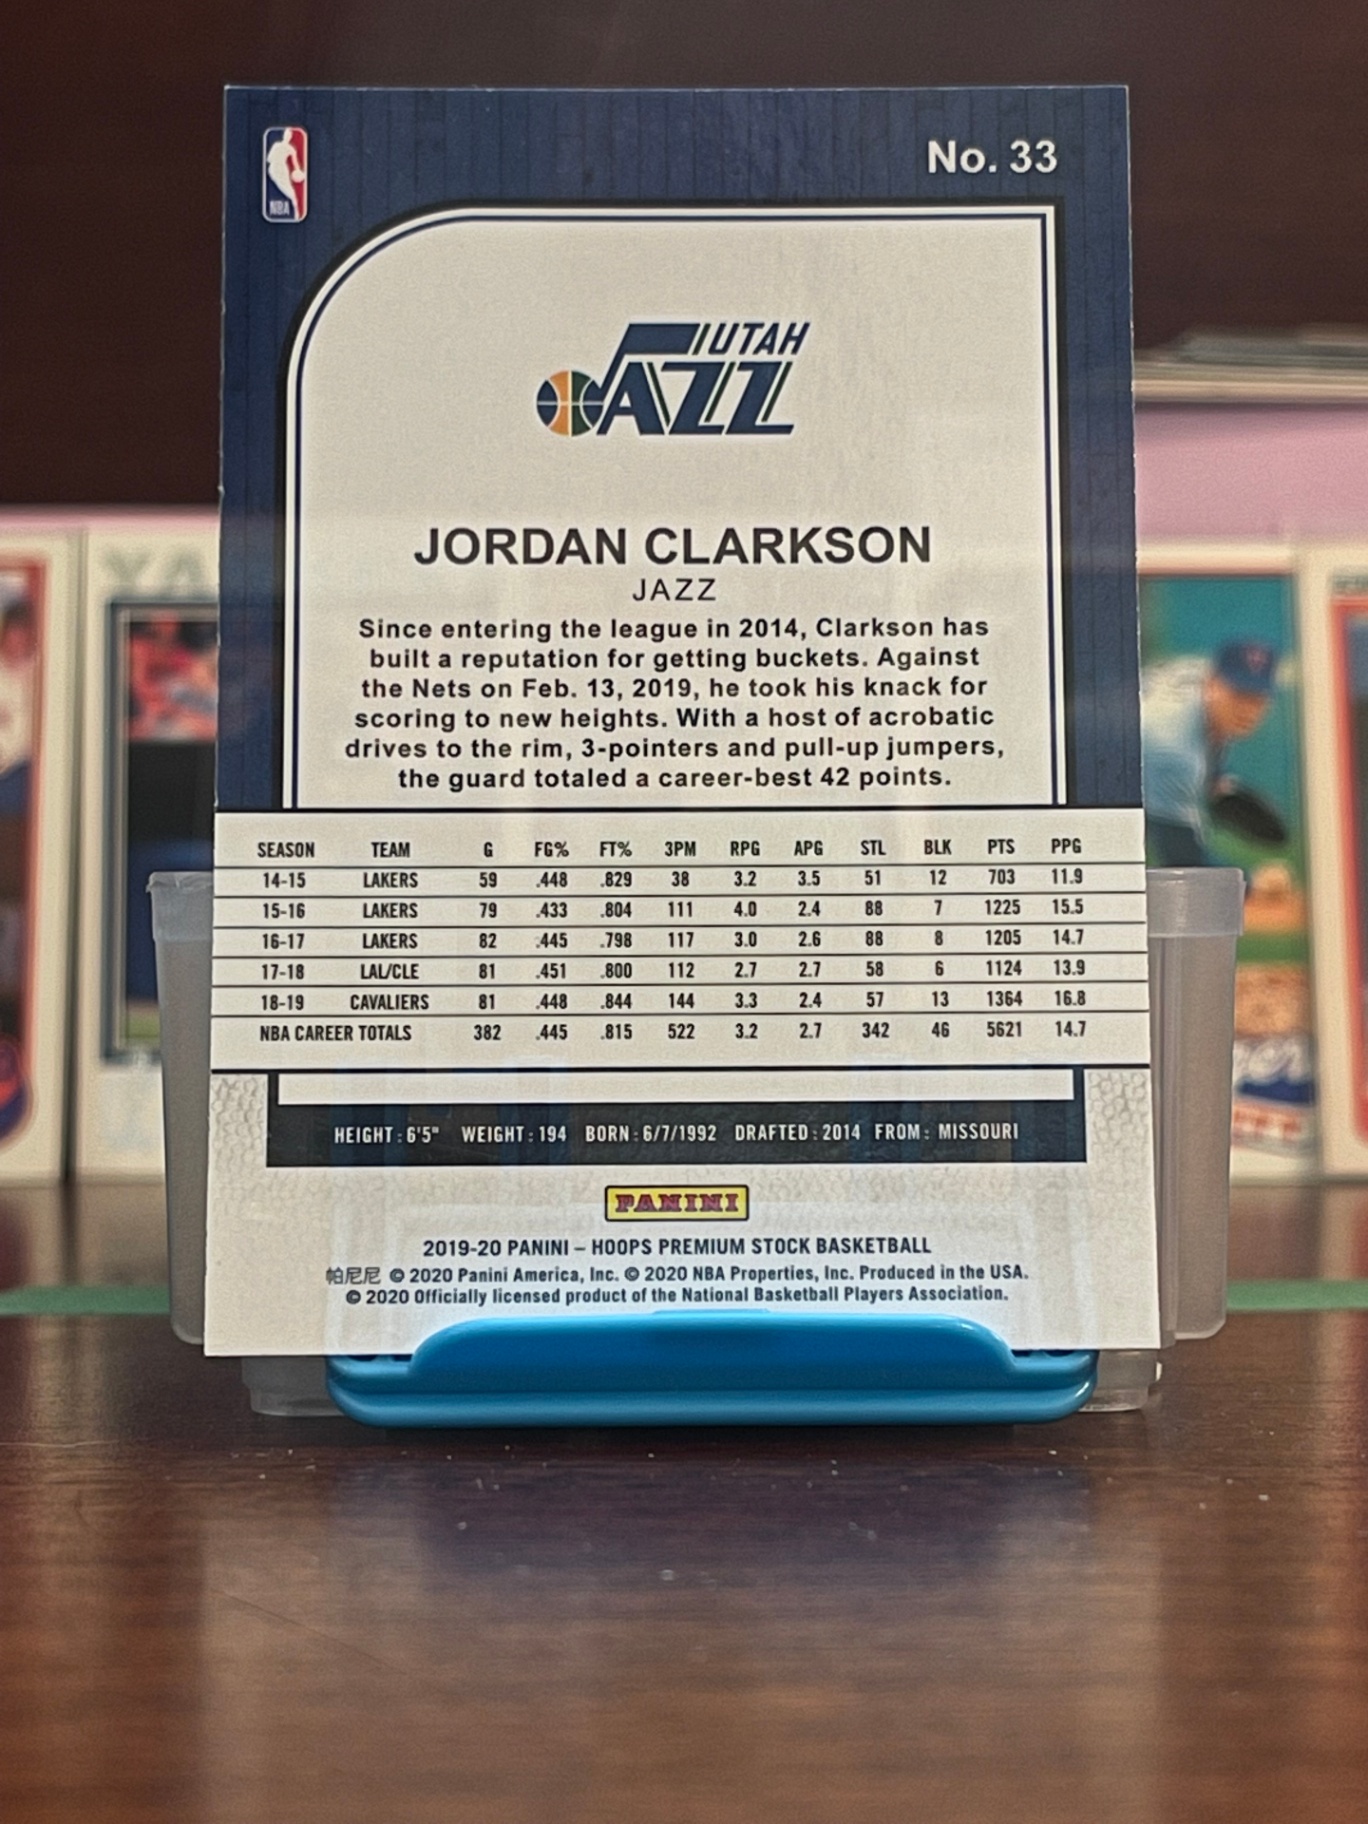 NBA
No. 33
UTAH
JAZZ
JORDAN CLARKSON
JAZZ
Since entering the league in 2014, Clarkson has
built a reputation for getting buckets. Against
the Nets on Feb. 13, 2019, he took his knack for
scoring to new heights. With a host of acrobatic
drives to the rim, 3-pointers and pull-up jumpers,
the guard totaled a career-best 42 points.
SEASON TEAM G FG% FT% 3PM RPG APG STL BLK PTS PPG
14-15 LAKERS 59 .448 .829 38 3.2 3.5 51 12 703 11.9
15-16 LAKERS 79 .433 .804 111 4.0 2.4 88 7 1225 15.5
16-17 LAKERS 82 .445 .798 117 3.0 2.6 88 8 1205 14.7
17-18 LAL/CLE 81 .451 .800 112 2.7 2.7 58 6 1124 13.9
18-19 CAVALIERS 81 .448 .844 144 3.3 2.4 57 13 1364 16.8
NBA CAREER TOTALS 382 .445 .815 522 3.2 2.7 342 46 5621 14.7
HEIGHT: 6'5" WEIGHT: 194 BORN: 6/7/1992 DRAFTED: 2014 FROM: MISSOURI
PANINI
2019-20 PANINI – HOOPS PREMIUM STOCK BASKETBALL
帕尼尼 © 2020 Panini America, Inc. © 2020 NBA Properties, Inc. Produced in the USA.
© 2020 Officially licensed product of the National Basketball Players Association.